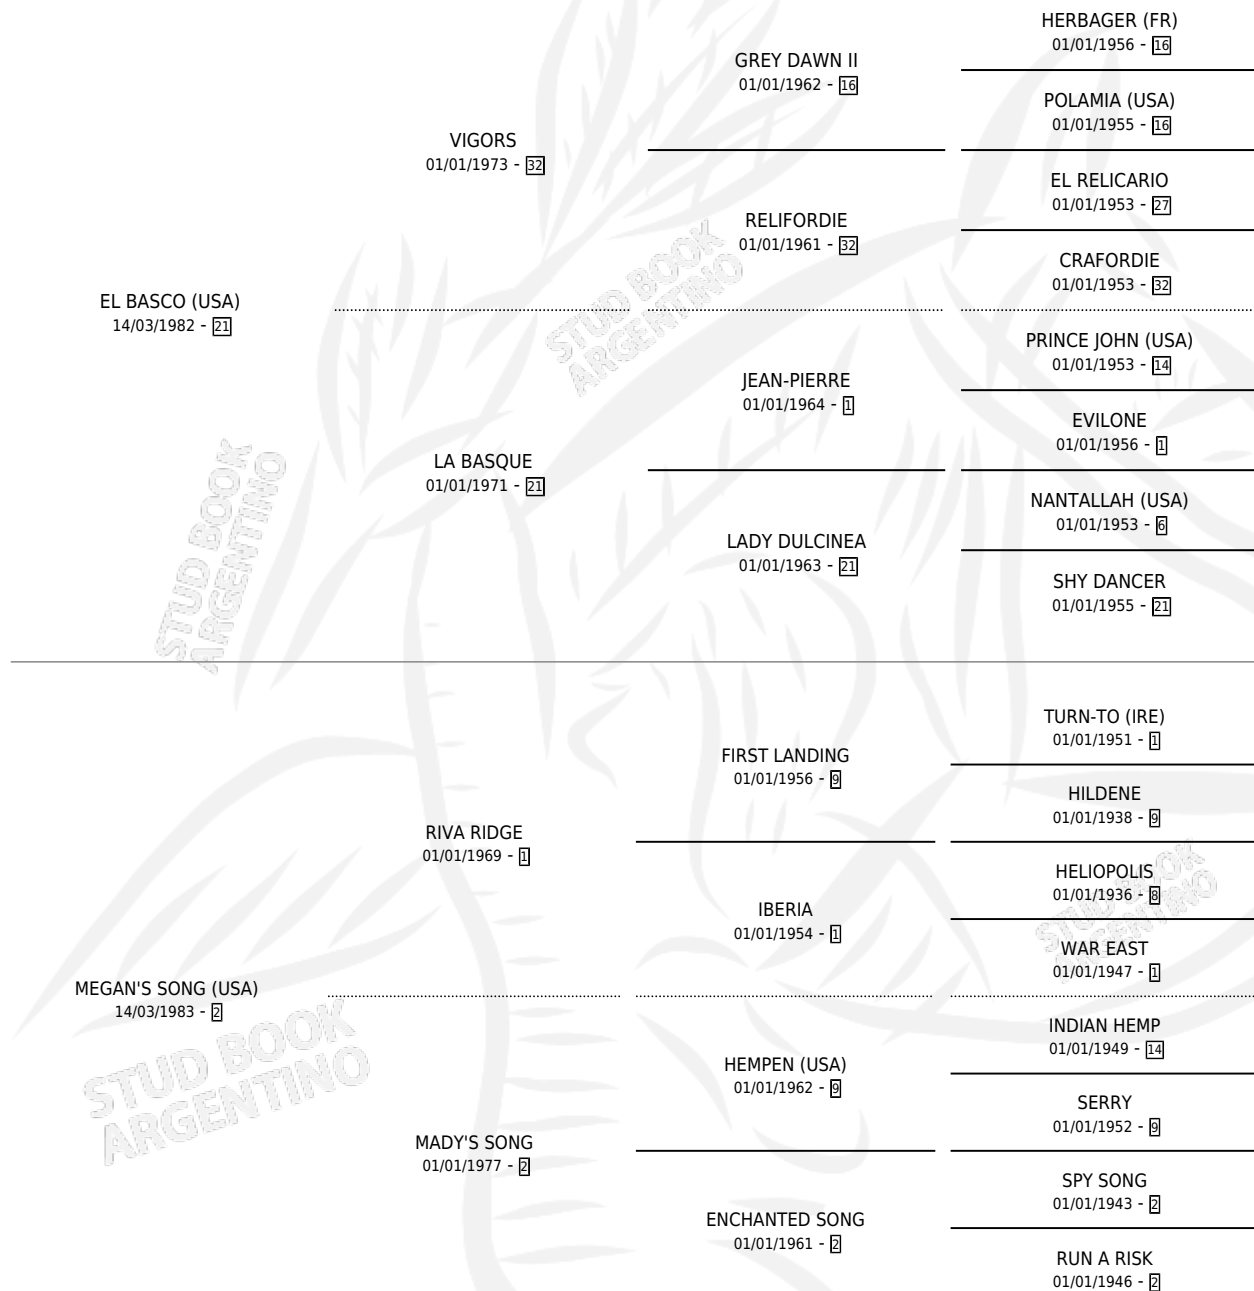 HERBAGER (FR)
01/01/1956 - 16
GREY DAWN II
01/01/1962 - 16
POLAMIA (USA)
01/01/1955 - 16
VIGORS
01/01/1973 - 32
EL RELICARIO
01/01/1953 - 27
RELIFORDIE
01/01/1961 - 32
CRAFORDIE
01/01/1953 - 32
EL BASCO (USA)
14/03/1982 - 21
PRINCE JOHN (USA)
01/01/1953 - 14
JEAN-PIERRE
01/01/1964 - 1
EVILONE
01/01/1956 - 1
LA BASQUE
01/01/1971 - 21
NANTALLAH (USA)
01/01/1953 - 6
LADY DULCINEA
01/01/1963 - 21
SHY DANCER
01/01/1955 - 21
TURN-TO (IRE)
01/01/1951 - 1
FIRST LANDING
01/01/1956 - 9
HILDENE
01/01/1938 - 9
RIVA RIDGE
01/01/1969 - 1
HELIOPOLIS
01/01/1936 - 8
IBERIA
01/01/1954 - 1
WAR EAST
01/01/1947 - 1
MEGAN'S SONG (USA)
14/03/1983 - 2
INDIAN HEMP
01/01/1949 - 14
HEMPEN (USA)
01/01/1962 - 9
SERRY
01/01/1952 - 9
MADY'S SONG
01/01/1977 - 2
SPY SONG
01/01/1943 - 2
ENCHANTED SONG
01/01/1961 - 2
RUN A RISK
01/01/1946 - 2
STUD BOOK
ARGENTINO
STUD BOOK
ARGENTINO
STUD BOOK
ARGENTINO
STUD BOOK
ARGENTINO